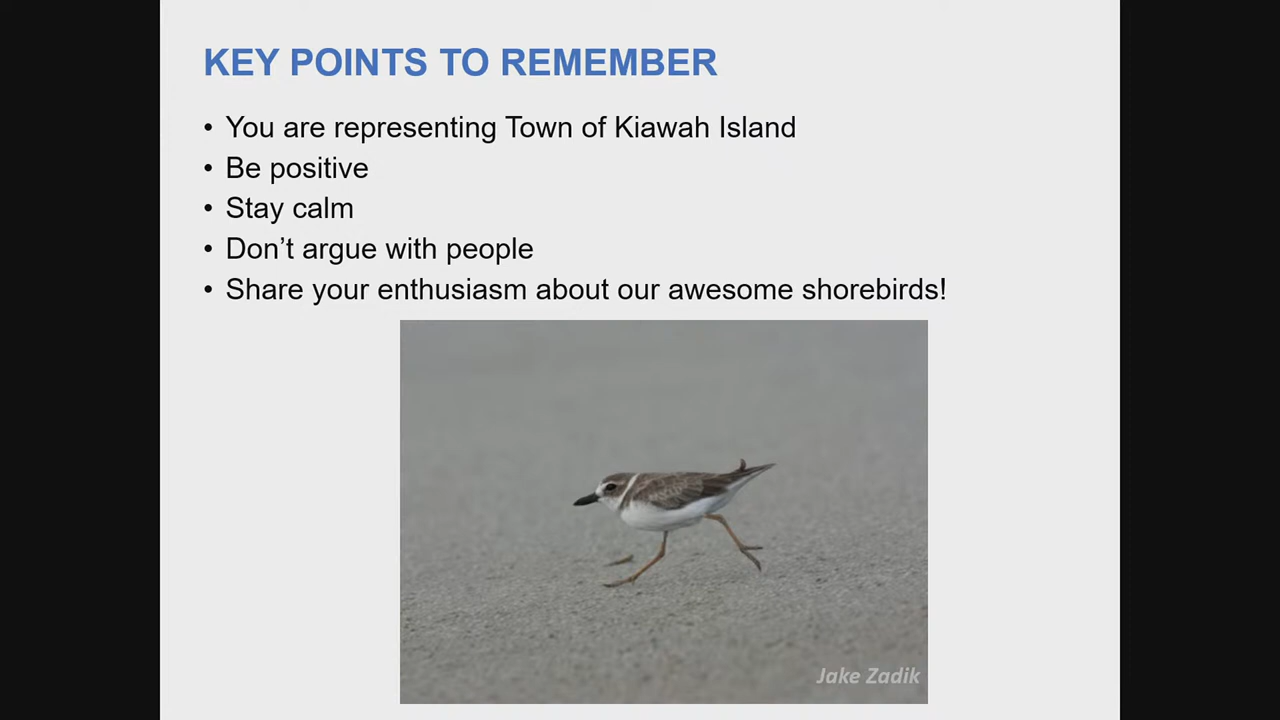 KEY POINTS TO REMEMBER
• You are representing Town of Kiawah Island
• Be positive
• Stay calm
• Don’t argue with people
• Share your enthusiasm about our awesome shorebirds!
Jake Zadik